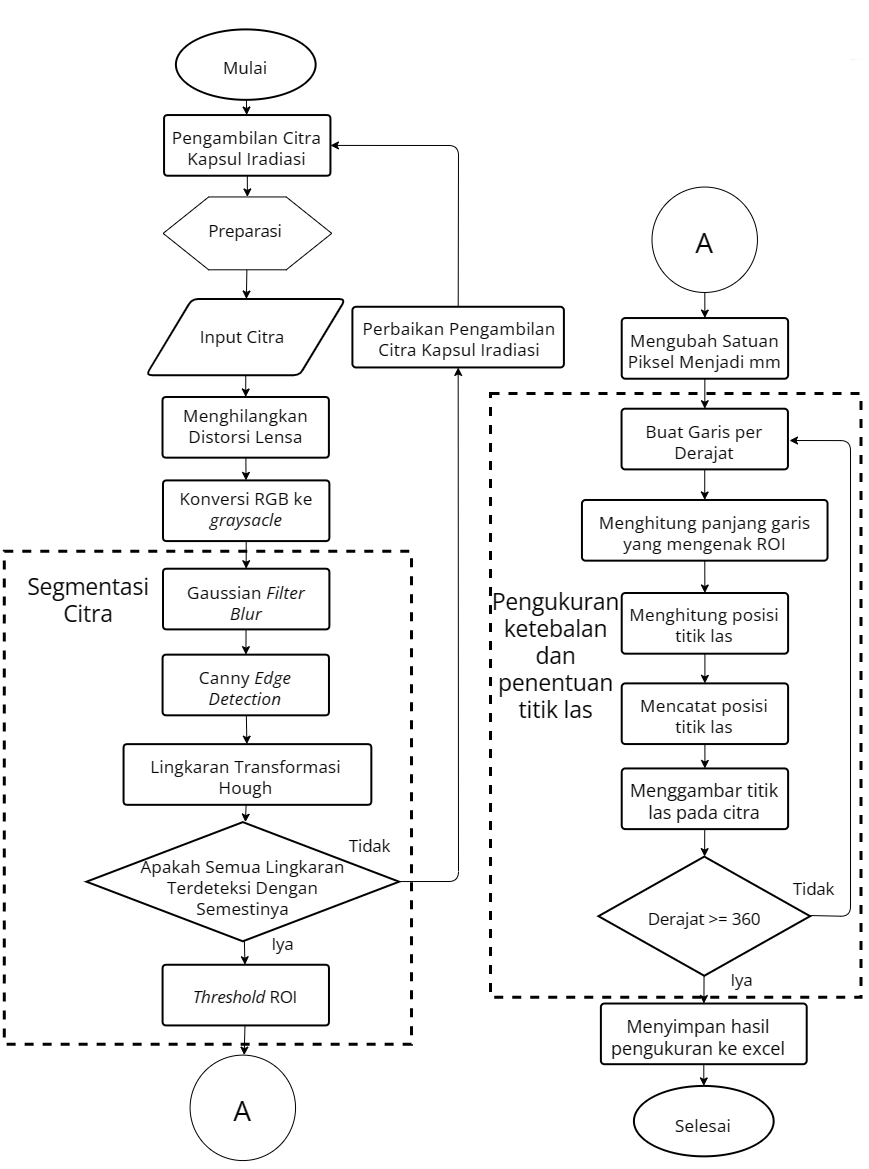 Mulai
Pengambilan Citra
Kapsul Iradiasi
Preparasi
Input Citra
Perbaikan Pengambilan
Citra Kapsul Iradiasi
Menghilangkan
Distorsi Lensa
Konversi RGB ke
graysacle
Segmentasi
Citra
Gaussian Filter
Blur
Canny Edge
Detection
Lingkaran Transformasi
Hough
Apakah Semua Lingkaran
Terdeteksi Dengan
Semestinya
Tidak
Iya
Threshold ROI
A
A
Mengubah Satuan
Piksel Menjadi mm
Buat Garis per
Derajat
Menghitung panjang garis
yang mengenak ROI
Pengukuran
ketebalan
dan
penentuan
titik las
Menghitung posisi
titik las
Mencatat posisi
titik las
Menggambar titik
las pada citra
Derajat >= 360
Tidak
Iya
Menyimpan hasil
pengukuran ke excel
Selesai